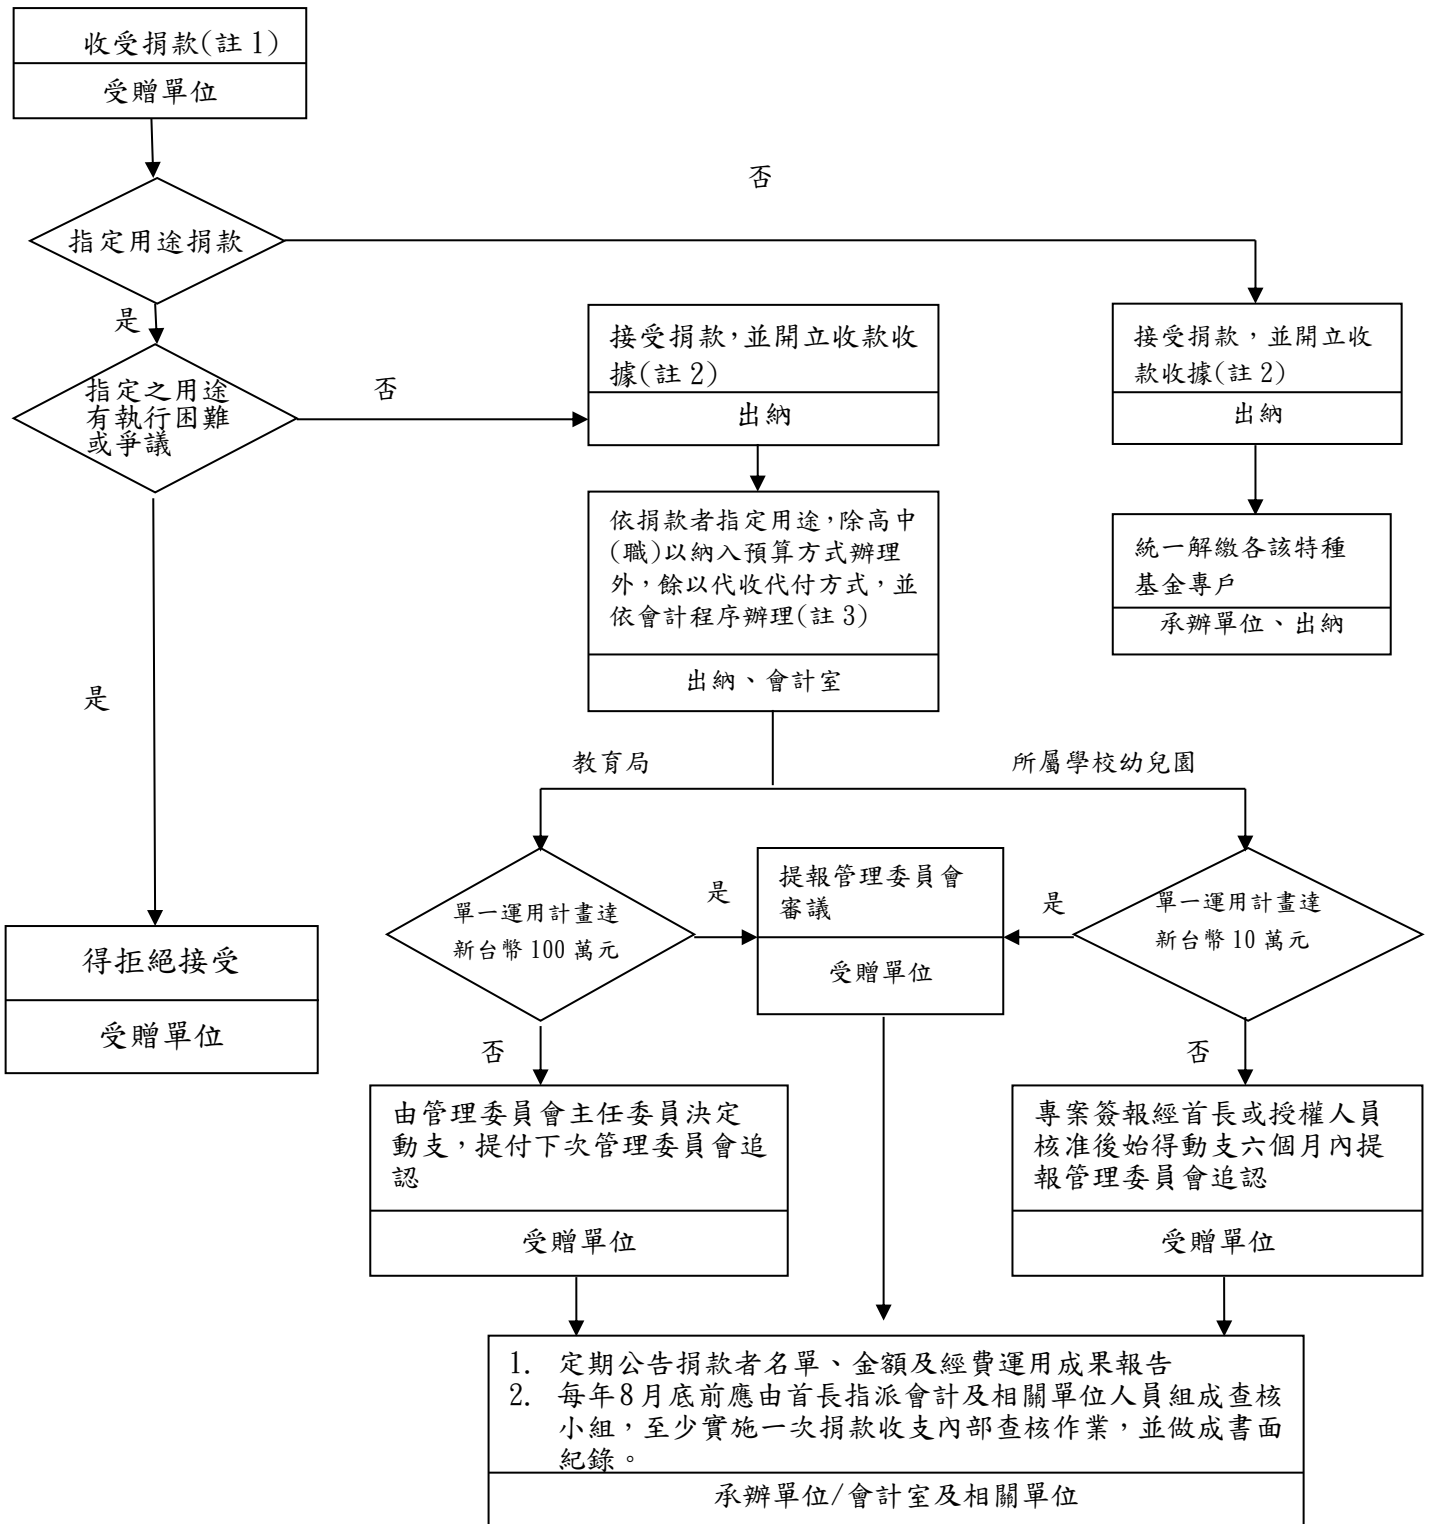 收受捐款(註1)
受贈單位
否
指定用途捐款
是
指定之用途
有執行困難
或爭議
否
接受捐款,並開立收款收
據(註2)
出納
接受捐款，並開立收
款收據(註2)
出納
依捐款者指定用途,除高中
(職)以納入預算方式辦理
外，餘以代收代付方式，並
依會計程序辦理(註3)
出納、會計室
統一解繳各該特種
基金專戶
承辦單位、出納
是
教育局
所屬學校幼兒園
單一運用計畫達
新台幣100萬元
是
提報管理委員會
審議
受贈單位
是
單一運用計畫達
新台幣10萬元
得拒絕接受
受贈單位
否
否
由管理委員會主任委員決定
動支，提付下次管理委員會追
認
受贈單位
專案簽報經首長或授權人員
核准後始得動支六個月內提
報管理委員會追認
受贈單位
1. 定期公告捐款者名單、金額及經費運用成果報告
2. 每年8月底前應由首長指派會計及相關單位人員組成查核
小組，至少實施一次捐款收支內部查核作業，並做成書面
紀錄。
承辦單位/會計室及相關單位